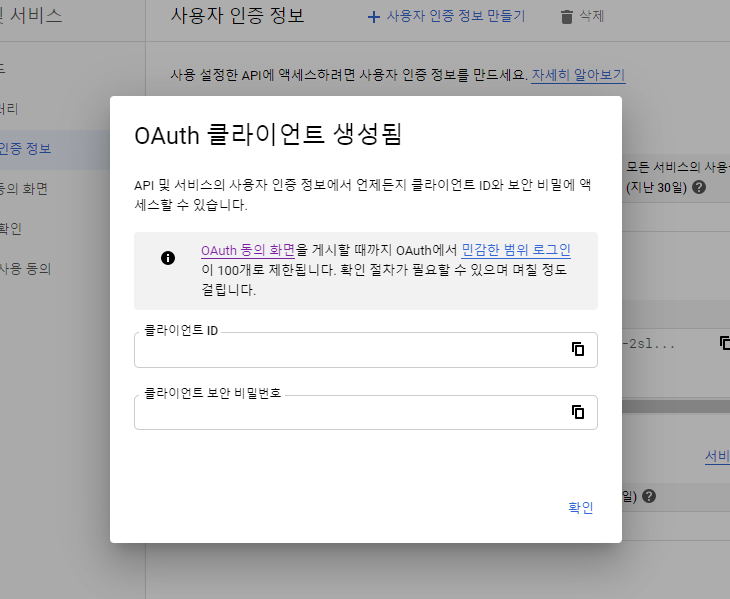 및 서비스
사용자 인증 정보
사용자 인증 정보 만들기
삭제
드
사용 설정한 API에 액세스하려면 사용자 인증 정보를 만드세요. 자세히 알아보기
러리
인증 정보
동의 화면
확인
사용 동의
모든 서비스의 사용
(지난 30일)
OAuth 클라이언트 생성됨
API 및 서비스의 사용자 인증 정보에서 언제든지 클라이언트 ID와 보안 비밀에 액
세스할 수 있습니다.
OAuth 동의 화면을 게시할 때까지 OAuth에서 민감한 범위 로그인
이 100개로 제한됩니다. 확인 절차가 필요할 수 있으며 며칠 정도
걸립니다.
클라이언트 ID
-2sl...
클라이언트 보안 비밀번호
서비
일)
확인